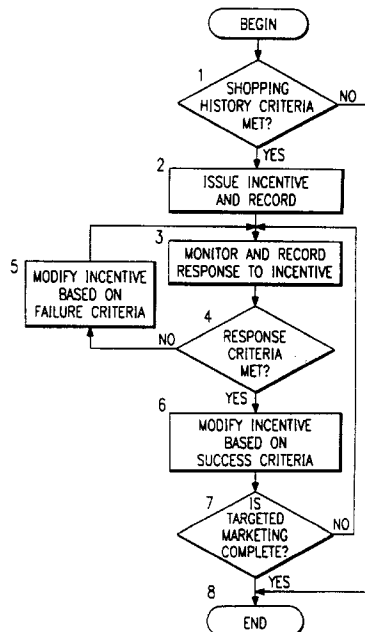 BEGIN
1
SHOPPING
HISTORY CRITERIA
MET?
NO
YES
2
ISSUE INCENTIVE
AND RECORD
3
MONITOR AND RECORD
RESPONSE TO INCENTIVE
5
MODIFY INCENTIVE
BASED ON
FAILURE CRITERIA
4
RESPONSE
CRITERIA
MET?
NO
YES
6
MODIFY INCENTIVE
BASED ON
SUCCESS CRITERIA
7
IS
TARGETED
MARKETING
COMPLETE?
NO
YES
8
END